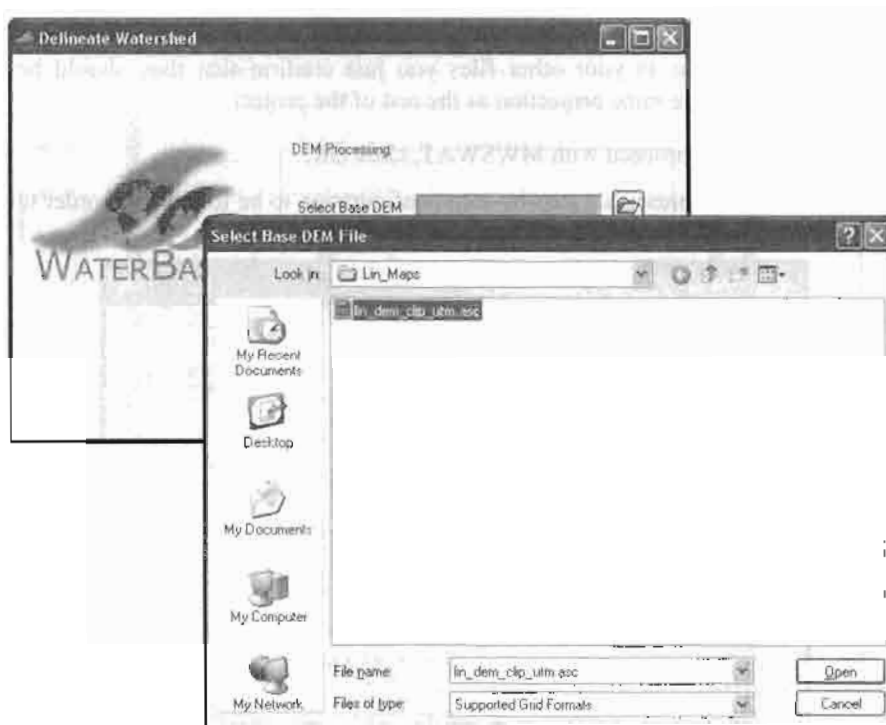 Delineate Watershed
DEM Processing
Select Base DEM
WATERBAS
Select Base DEM File
Look in:
Lin_Maps
lin_dem_clip_utm.asc
My Recent
Documents
Desktop
My Documents
My Computer
My Network
File name:
lin_dem_clip_utm.asc
Open
Files of type:
Supported Grid Formats
Cancel